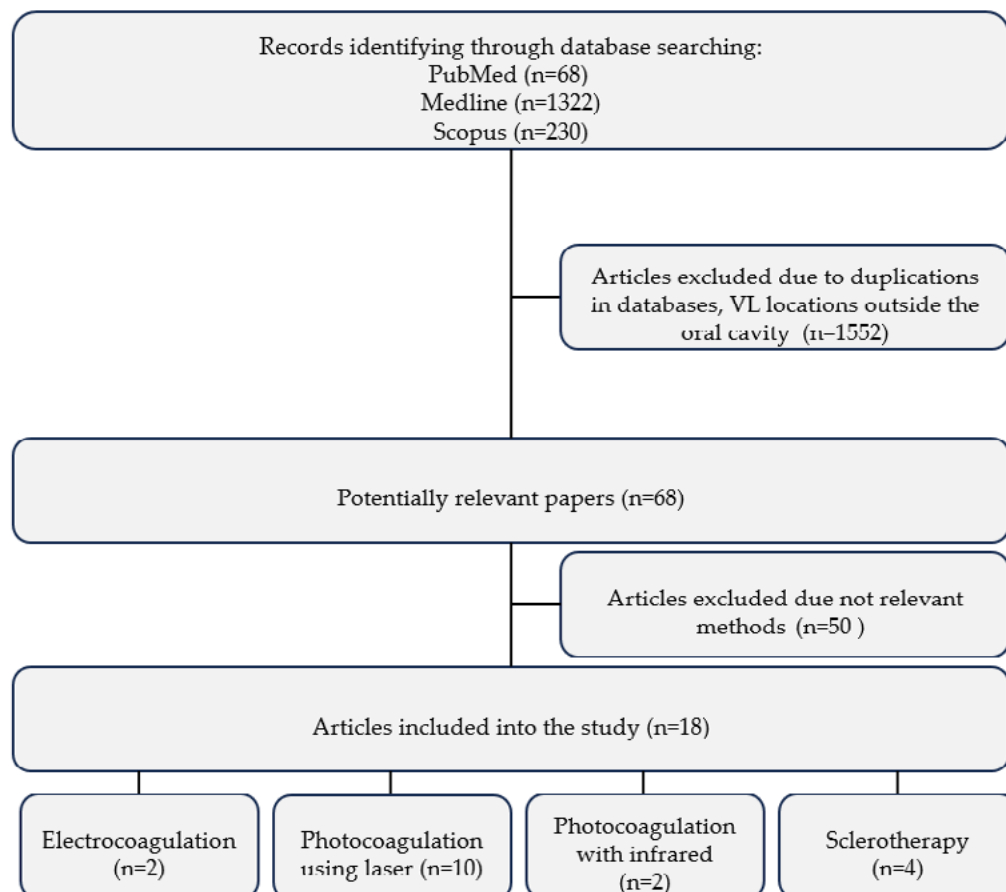 Records identifying through database searching:
PubMed (n=68)
Medline (n=1322)
Scopus (n=230)
Articles excluded due to duplications
in databases, VL locations outside the
oral cavity (n=1552)
Potentially relevant papers (n=68)
Articles excluded due not relevant
methods (n=50 )
Articles included into the study (n=18)
Electrocoagulation
(n=2)
Photocoagulation
using laser (n=10)
Photocoagulation
with infrared
(n=2)
Sclerotherapy
(n=4)